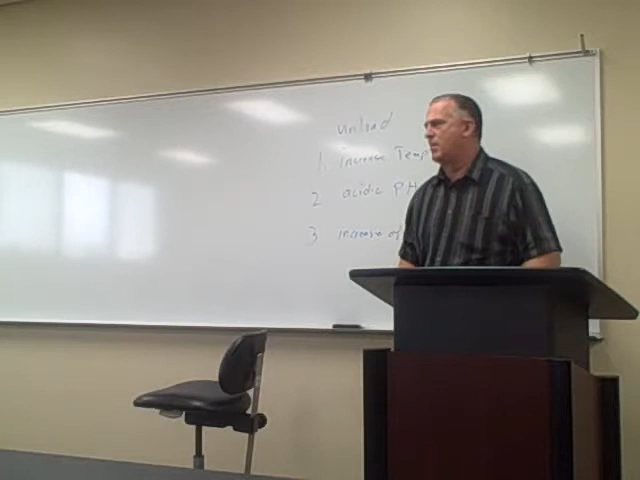 unload
1. increase Temp
2 acidic PH
3 increase of